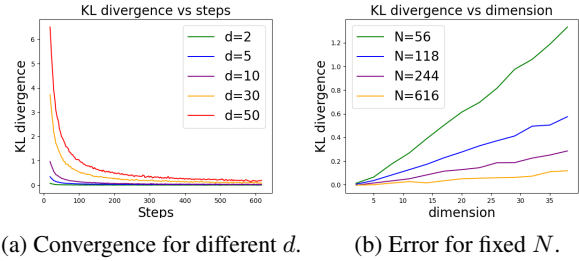 KL divergence vs steps
KL divergence
6
5
4
3
2
1
0
0
100
200
300
400
500
600
Steps
d=2
d=5
d=10
d=30
d=50
(a) Convergence for different d.
KL divergence vs dimension
KL divergence
1.2
1.0
0.8
0.6
0.4
0.2
0.0
5
10
15
20
25
30
35
dimension
N=56
N=118
N=244
N=616
(b) Error for fixed N.